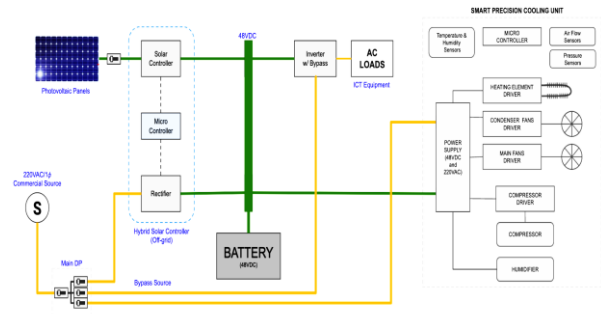 SMART PRECISION COOLING UNIT
48VDC
Solar
Controller
Inverter
w/ Bypass
AC
LOADS
Temperature &
Humidity
Sensors
MICRO
CONTROLLER
Air Flow
Sensors
Pressure
Sensors
Photovoltaic Panels
ICT Equipment
HEATING ELEMENT
DRIVER
Micro
Controller
CONDENSER FANS
DRIVER
POWER
SUPPLY
(48VDC
and
220VAC)
MAIN FANS
DRIVER
220VAC/1φ
Commercial Source
S
Rectifier
COMPRESSOR
DRIVER
Hybrid Solar Controller
(Off-grid)
COMPRESSOR
BATTERY
(48VDC)
Main DP
HUMIDIFIER
Bypass Source